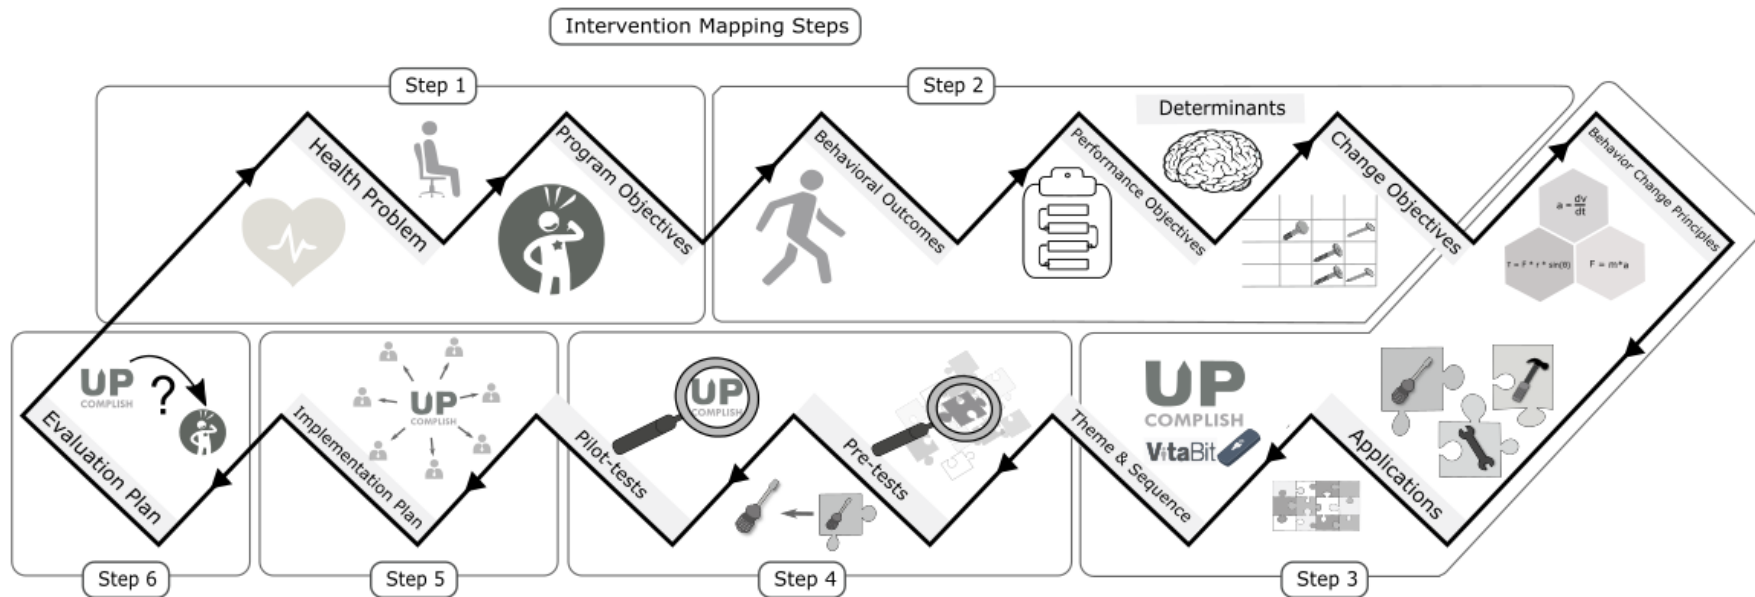 Intervention Mapping Steps
Step 1
Health Problem
Program Objectives
Step 2
Behavioral Outcomes
Performance Objectives
Determinants
Change Objectives
Behavior Change Principles
a = dv
dt
T = F * r * sin(θ)
F = m*a
Applications
UP
COMPLISH
VitaBit
Theme & Sequence
Step 3
Pre-tests
UP
COMPLISH
Pilot-tests
Step 4
UP
COMPLISH
Implementation Plan
Step 5
UP
COMPLISH
?
Evaluation Plan
Step 6